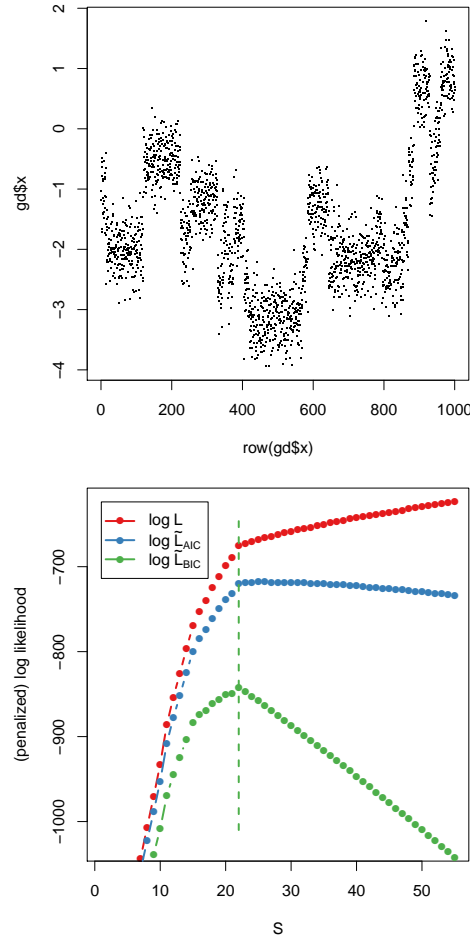 2
1
0
-1
-2
-3
-4
gd$x
0 200 400 600 800 1000
row(gd$x)
log L
log L̃AIC
log L̃BIC
-700
-800
-900
-1000
(penalized) log likelihood
0 10 20 30 40 50
S